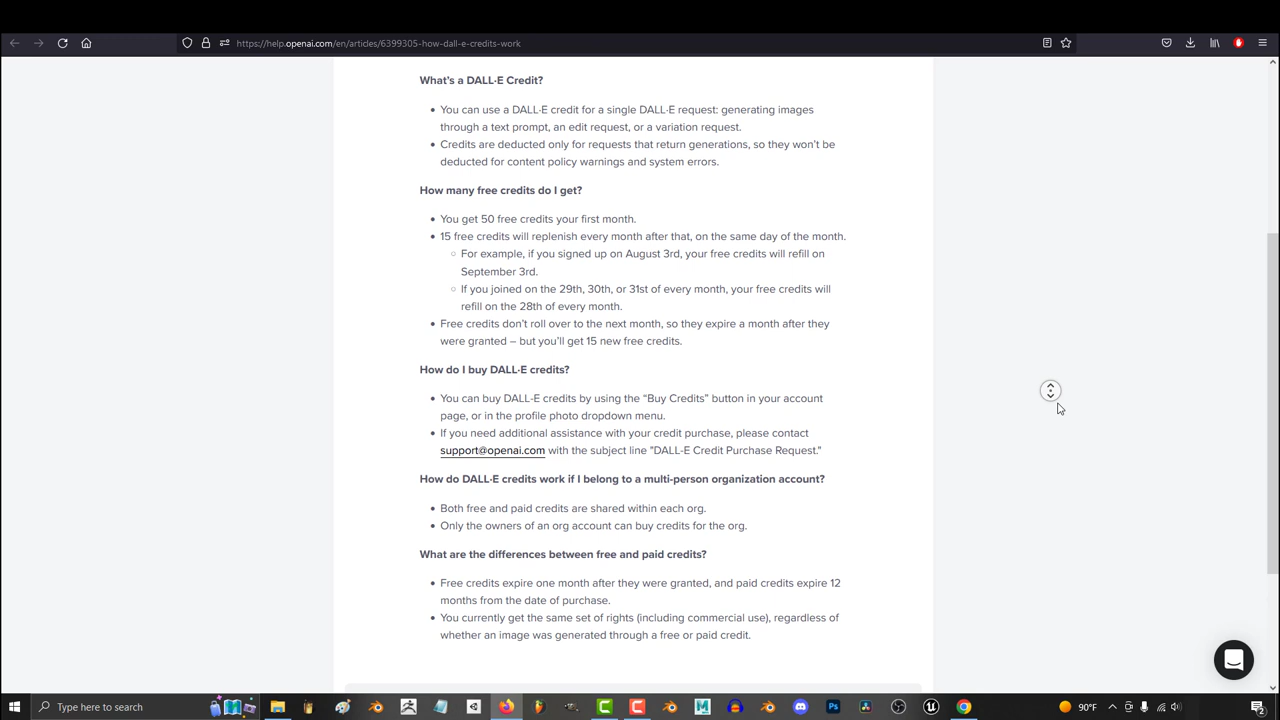 https://help.openai.com/en/articles/6399305-how-dall-e-credits-work
What's a DALL·E Credit?
You can use a DALL·E credit for a single DALL·E request: generating images
through a text prompt, an edit request, or a variation request.
Credits are deducted only for requests that return generations, so they won't be
deducted for content policy warnings and system errors.
How many free credits do I get?
You get 50 free credits your first month.
15 free credits will replenish every month after that, on the same day of the month.
For example, if you signed up on August 3rd, your free credits will refill on
September 3rd.
If you joined on the 29th, 30th, or 31st of every month, your free credits will
refill on the 28th of every month.
Free credits don't roll over to the next month, so they expire a month after they
were granted – but you'll get 15 new free credits.
How do I buy DALL·E credits?
You can buy DALL·E credits by using the “Buy Credits” button in your account
page, or in the profile photo dropdown menu.
If you need additional assistance with your credit purchase, please contact
support@openai.com with the subject line "DALL-E Credit Purchase Request."
How do DALL·E credits work if I belong to a multi-person organization account?
Both free and paid credits are shared within each org.
Only the owners of an org account can buy credits for the org.
What are the differences between free and paid credits?
Free credits expire one month after they were granted, and paid credits expire 12
months from the date of purchase.
You currently get the same set of rights (including commercial use), regardless of
whether an image was generated through a free or paid credit.
Type here to search
90°F
2